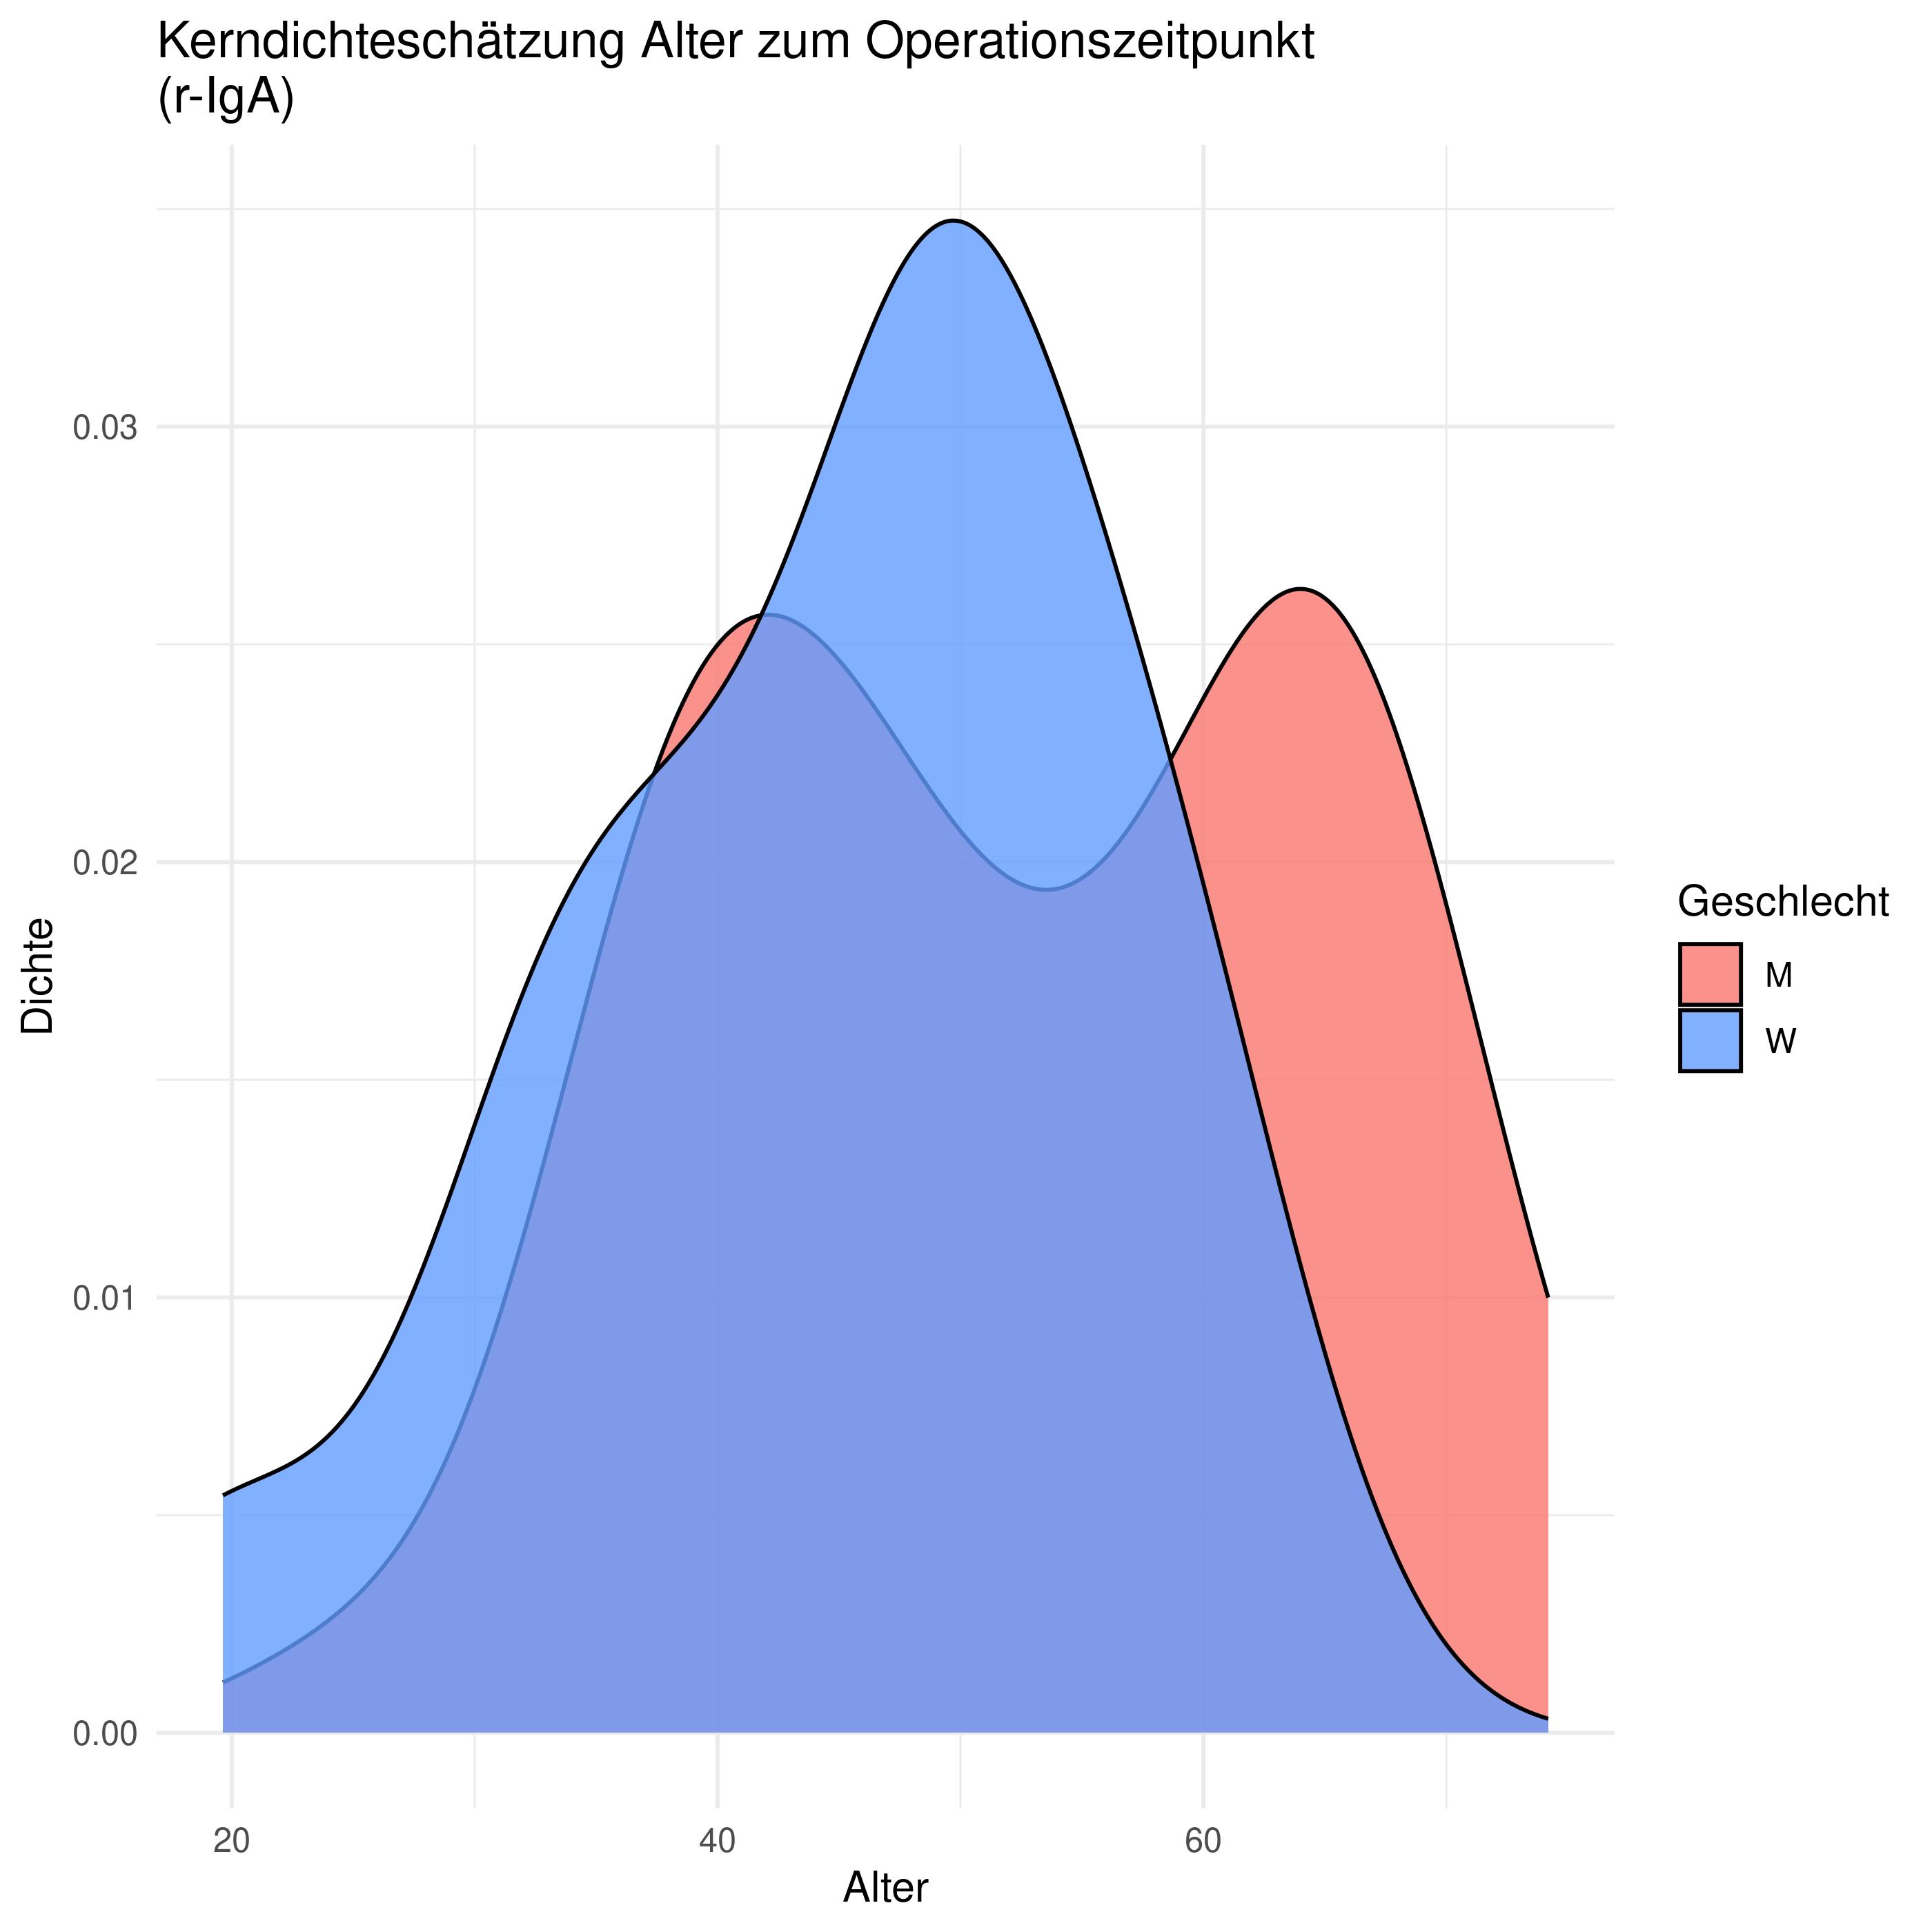 Kerndichteschätzung Alter zum Operationszeitpunkt
(r-IgA)
0.03
0.02
0.01
0.00
Dichte
20
40
60
Alter
Geschlecht
M
W